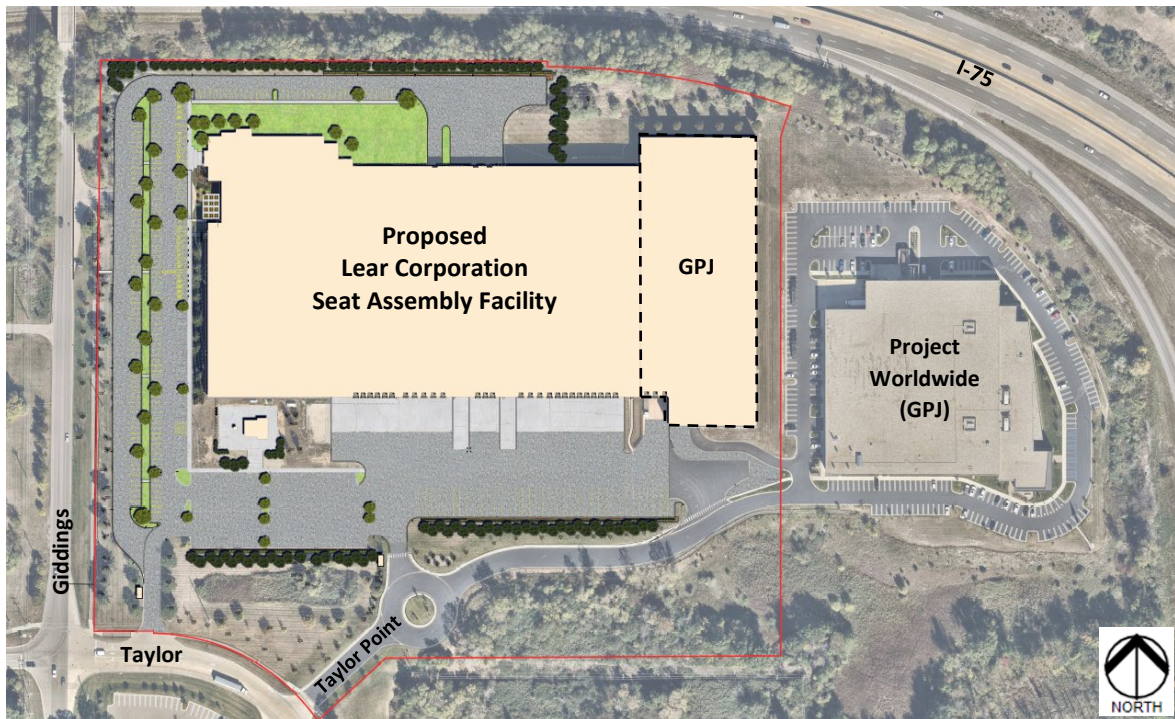 I-75
Proposed
Lear Corporation
Seat Assembly Facility
GPJ
Project
Worldwide
(GPJ)
Giddings
Taylor
Taylor Point
NORTH